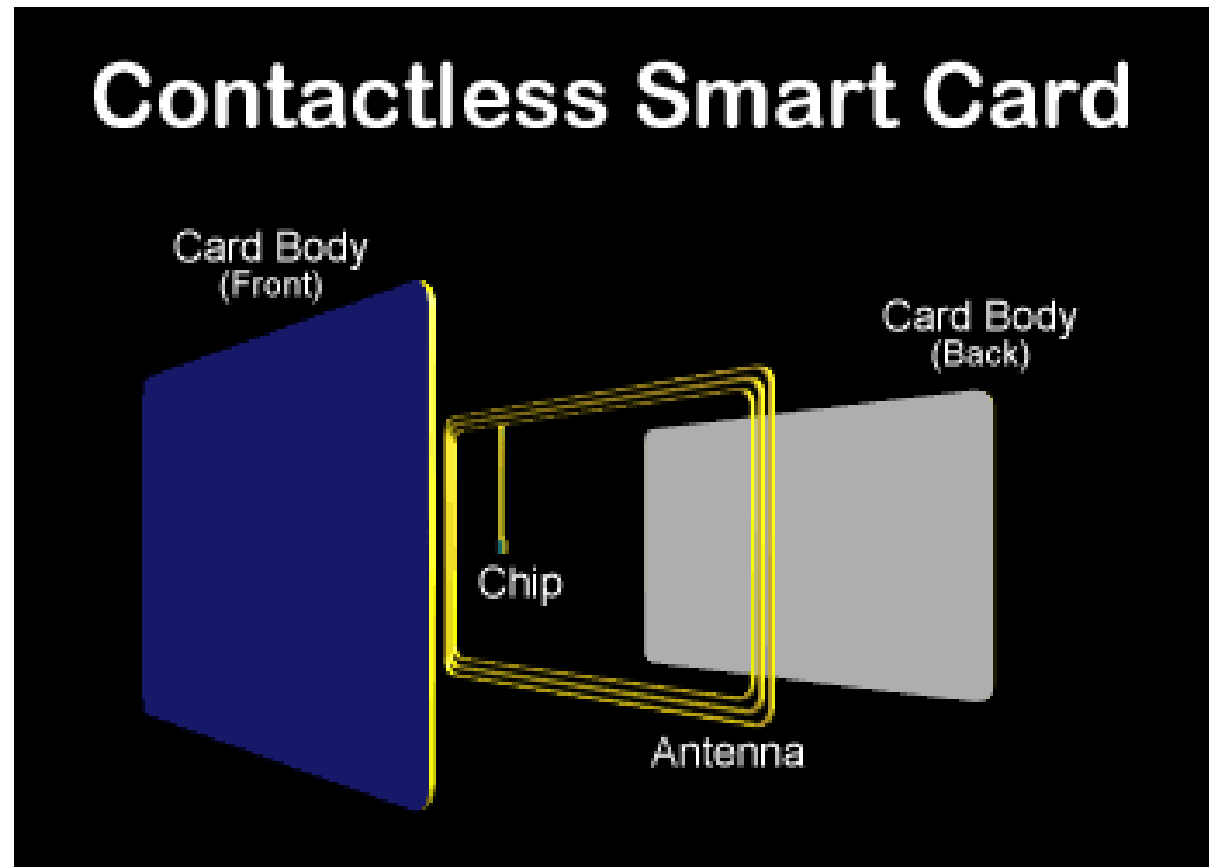 Contactless Smart Card
Card Body
(Front)
Card Body
(Back)
Chip
Antenna